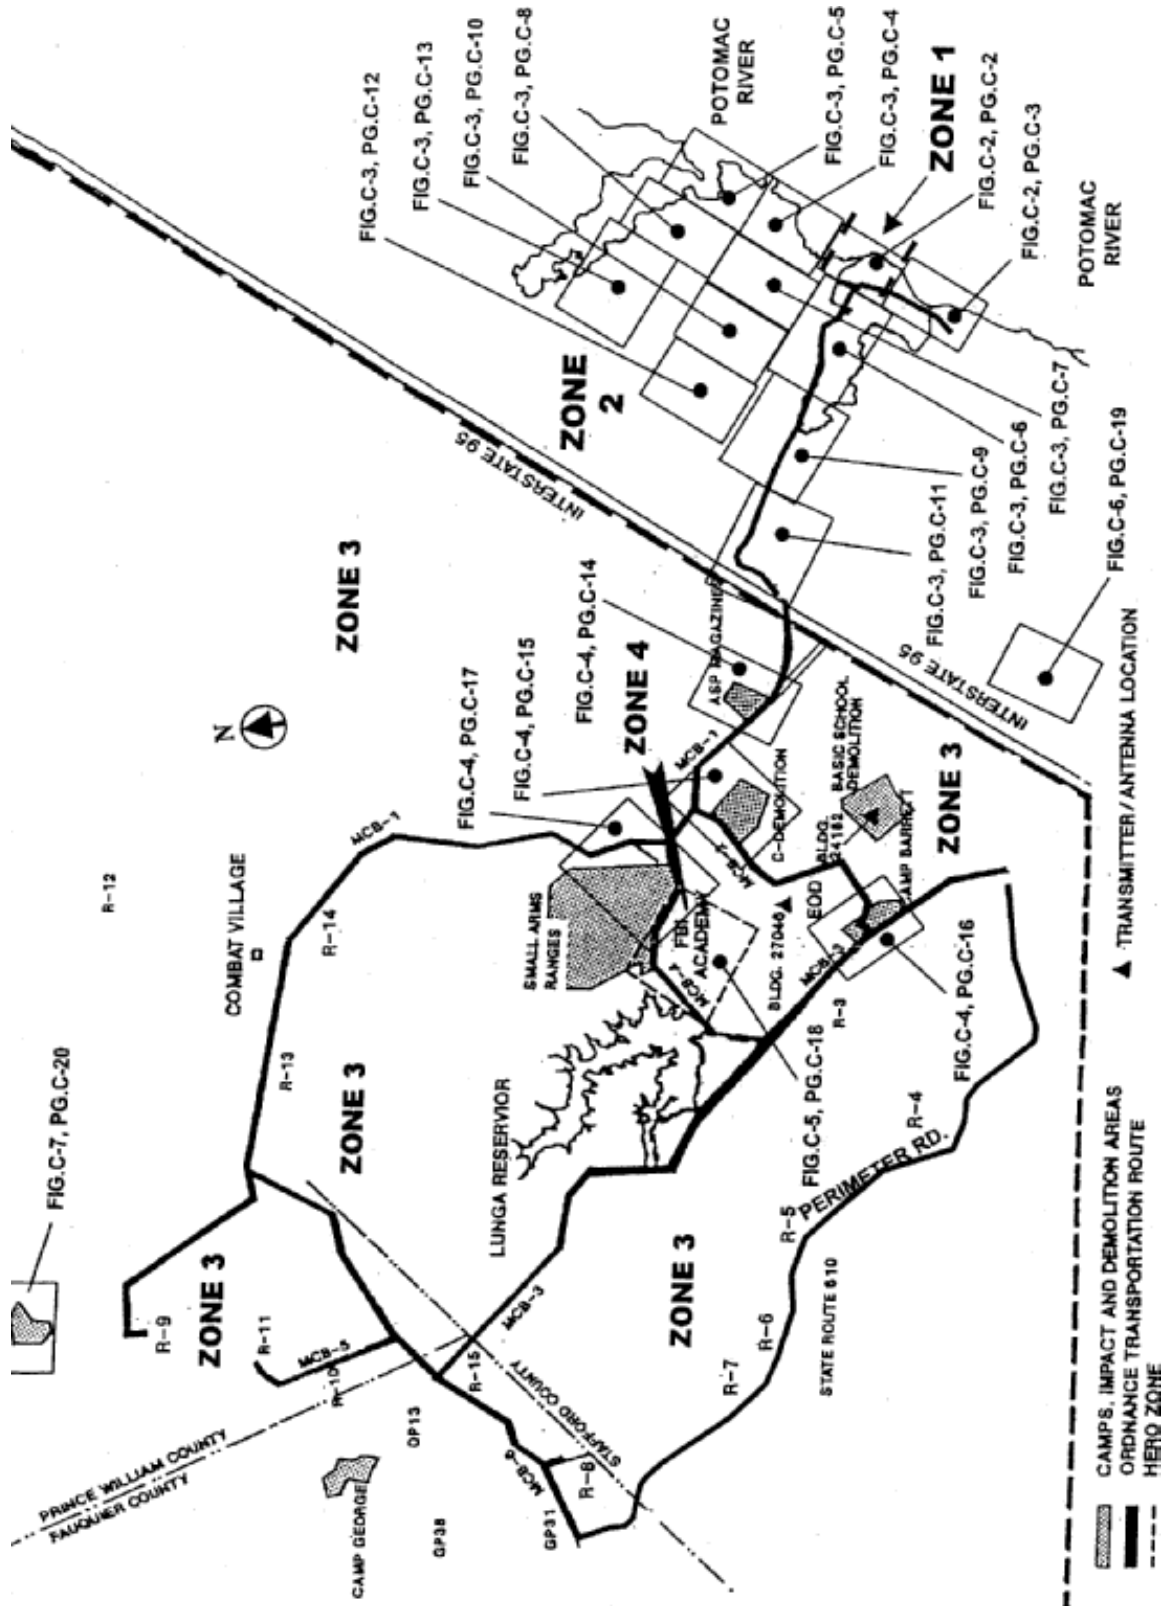 FIG.C-7, PG.C-20
R-12
COMBAT VILLAGE
N
MCB-1
R-14
R-13
ZONE 3
R-9
ZONE 3
R-11
MCB-5
R-10
PRINCE WILLIAM COUNTY
FAUQUIER COUNTY
CAMP GEORGE
GP13
GP38
GP31
R-15
MCB-6
R-8
STAFFORD COUNTY
MCB-3
LUNGA RESERVIOR
ZONE 3
R-7
R-6
R-5
R-4
R-3
PERIMETER RD.
STATE ROUTE 610
ZONE 3
INTERSTATE 95
ZONE
2
FIG.C-3, PG.C-12
FIG.C-3, PG.C-13
FIG.C-3, PG.C-10
FIG.C-3, PG.C-8
POTOMAC
RIVER
FIG.C-3, PG.C-5
FIG.C-3, PG.C-4
ZONE 1
FIG.C-2, PG.C-2
FIG.C-2, PG.C-3
POTOMAC
RIVER
FIG.C-3, PG.C-7
FIG.C-3, PG.C-6
FIG.C-3, PG.C-9
FIG.C-3, PG.C-11
FIG.C-6, PG.C-19
INTERSTATE 95
FIG.C-4, PG.C-14
FIG.C-4, PG.C-15
FIG.C-4, PG.C-17
ZONE 4
ASP MAGAZINE
MCB-1
SMALL ARMS
RANGES
FBI
ACADEMY
MCB-4
MCB-2
C-DEMOLITION
BASIC SCHOOL
DEMOLITION
BLDG.
24182
BLDG. 27046
EOD
CAMP BARRETT
MCB-3
ZONE 3
FIG.C-4, PG.C-16
FIG.C-5, PG.C-18
TRANSMITTER/ANTENNA LOCATION
CAMPS, IMPACT AND DEMOLITION AREAS
ORDNANCE TRANSPORTATION ROUTE
HERO ZONE